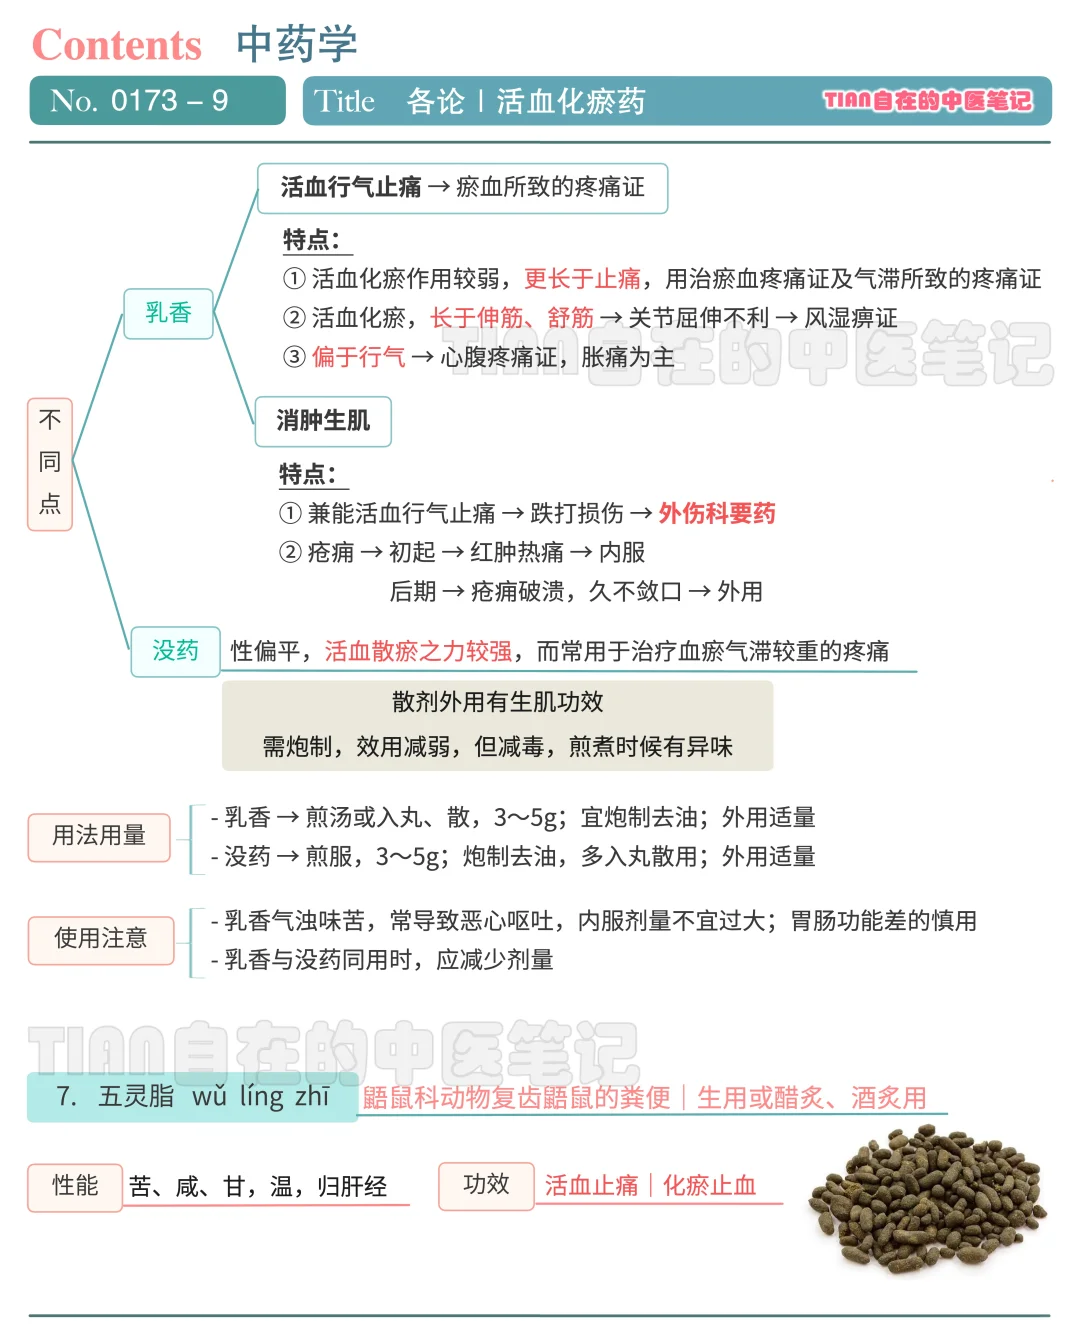 Contents 中药学
No. 0173 – 9
Title 各论 | 活血化瘀药
TIAN自在的中医笔记
不同点
乳香
活血行气止痛 → 瘀血所致的疼痛证
特点：
① 活血化瘀作用较弱，更长于止痛，用治瘀血疼痛证及气滞所致的疼痛证
② 活血化瘀，长于伸筋、舒筋 → 关节屈伸不利 → 风湿痹证
③ 偏于行气 → 心腹疼痛证，胀痛为主
TIAN自在的中医笔记
消肿生肌
特点：
① 兼能活血行气止痛 → 跌打损伤 → 外伤科要药
② 疮痈 → 初起 → 红肿热痛 → 内服
后期 → 疮痈破溃，久不敛口 → 外用
没药
性偏平，活血散瘀之力较强，而常用于治疗血瘀气滞较重的疼痛
散剂外用有生肌功效
需炮制，效用减弱，但减毒，煎煮时候有异味
用法用量
- 乳香 → 煎汤或入丸、散，3～5g；宜炮制去油；外用适量
- 没药 → 煎服，3～5g；炮制去油，多入丸散用；外用适量
使用注意
- 乳香气浊味苦，常导致恶心呕吐，内服剂量不宜过大；胃肠功能差的慎用
- 乳香与没药同用时，应减少剂量
TIAN自在的中医笔记
7. 五灵脂 wǔ líng zhī
鼯鼠科动物复齿鼯鼠的粪便｜生用或醋炙、酒炙用
性能
苦、咸、甘，温，归肝经
功效
活血止痛｜化瘀止血